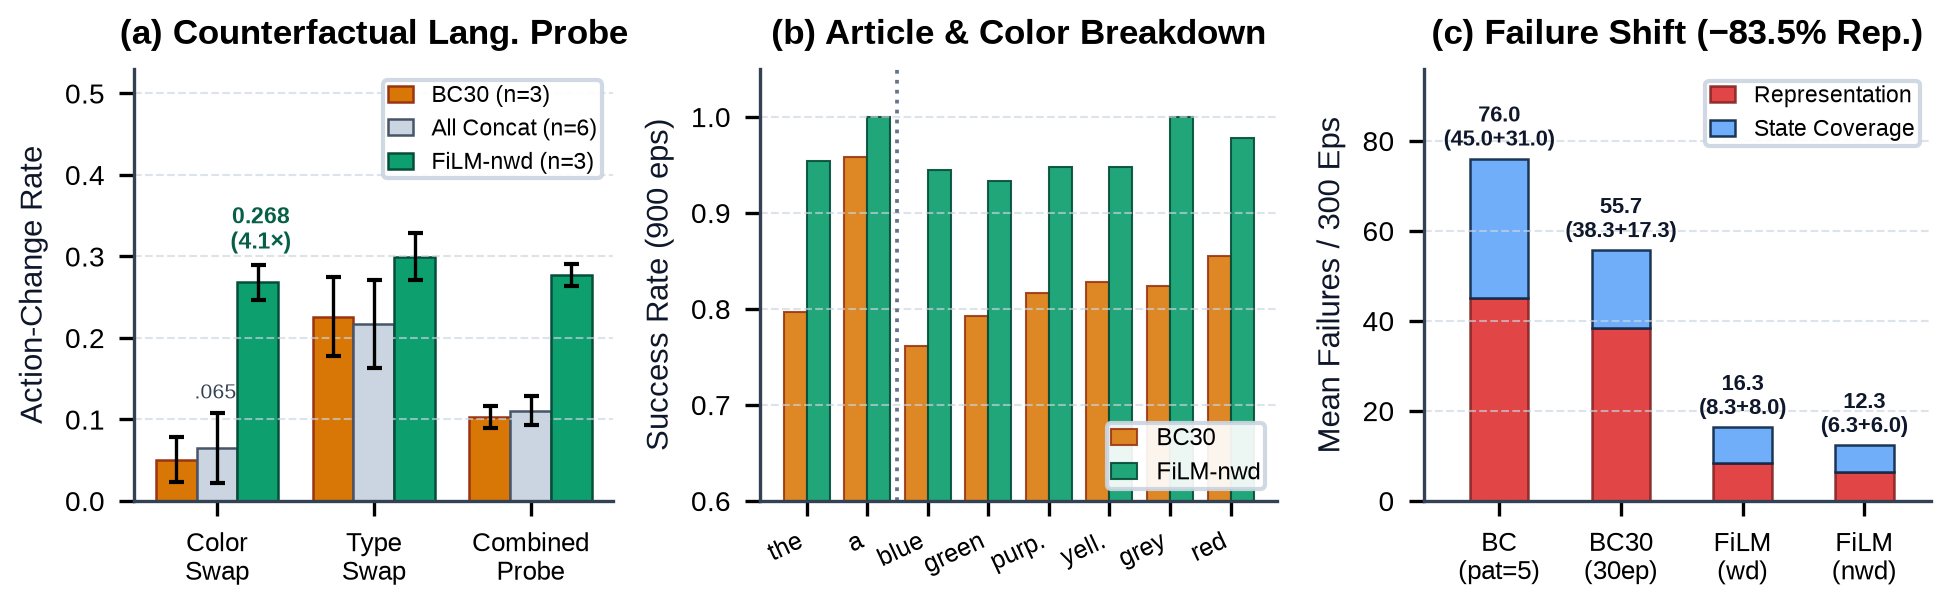 (a) Counterfactual Lang. Probe
Action-Change Rate
0.5
0.4
0.3
0.2
0.1
0.0
BC30 (n=3)
All Concat (n=6)
FiLM-nwd (n=3)
0.268
(4.1×)
.065
Color
Swap
Type
Swap
Combined
Probe
(b) Article & Color Breakdown
Success Rate (900 eps)
1.0
0.9
0.8
0.7
0.6
BC30
FiLM-nwd
the
a
blue
green
purp.
yell.
grey
red
(c) Failure Shift (−83.5% Rep.)
Mean Failures / 300 Eps
80
60
40
20
0
Representation
State Coverage
76.0
(45.0+31.0)
55.7
(38.3+17.3)
16.3
(8.3+8.0)
12.3
(6.3+6.0)
BC
(pat=5)
BC30
(30ep)
FiLM
(wd)
FiLM
(nwd)